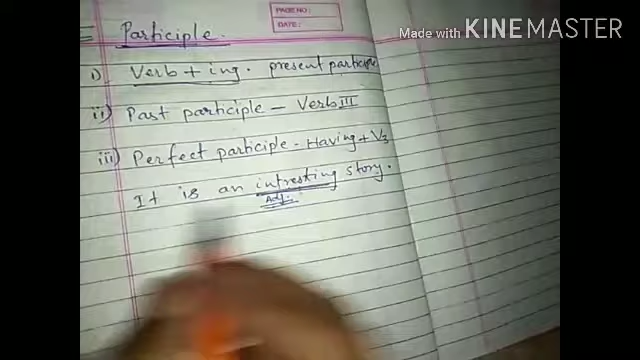 PAGE NO:
DATE:
Made with KINEMASTER
Participle
i) Verb + ing. present participle
ii) Past participle - Verb III
iii) Perfect participle - Having + V3
It is an intresting story.
Adj.